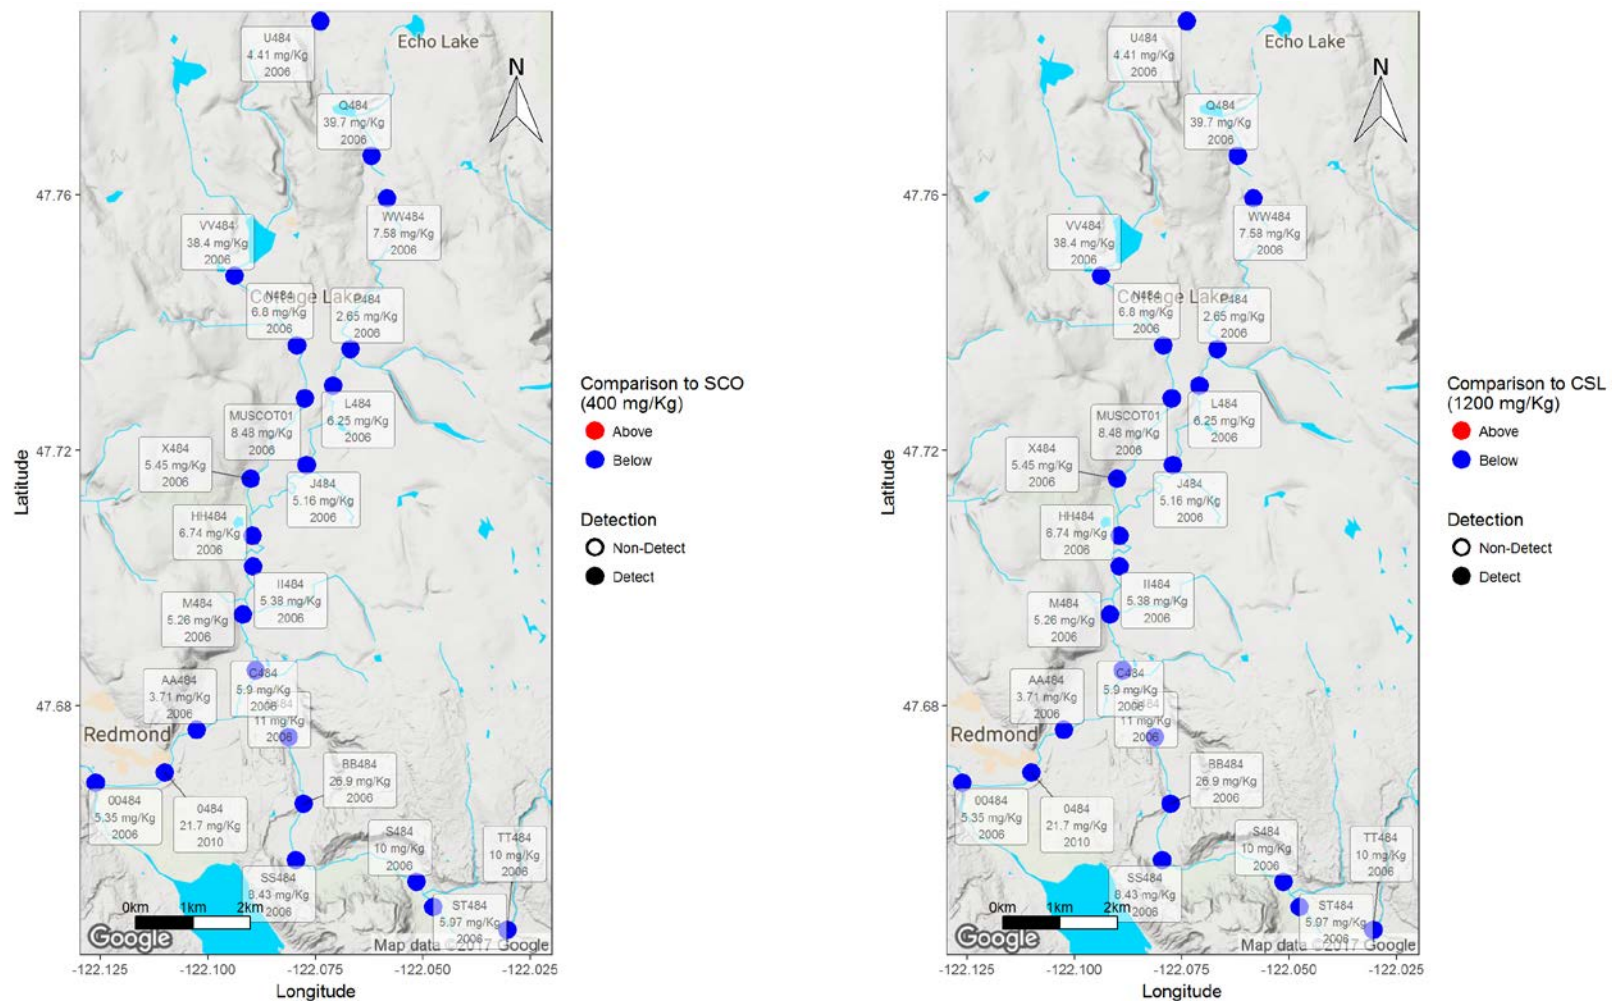 Echo Lake
N
U484
4.41 mg/Kg
2006
Q484
39.7 mg/Kg
2006
47.76
VV484
38.4 mg/Kg
2006
WW484
7.58 mg/Kg
2006
Cottage Lake
N484
6.8 mg/Kg
2006
P484
2.65 mg/Kg
2006
MUSCOT01
8.48 mg/Kg
2006
L484
6.25 mg/Kg
2006
47.72
X484
5.45 mg/Kg
2006
J484
5.16 mg/Kg
2006
HH484
6.74 mg/Kg
2006
II484
5.38 mg/Kg
2006
M484
5.26 mg/Kg
2006
C484
5.9 mg/Kg
2006
11 mg/Kg
2006
AA484
3.71 mg/Kg
2006
47.68
Redmond
BB484
26.9 mg/Kg
2006
00484
5.35 mg/Kg
2006
0484
21.7 mg/Kg
2010
S484
10 mg/Kg
2006
TT484
10 mg/Kg
2006
SS484
8.43 mg/Kg
2006
ST484
5.97 mg/Kg
2006
0km 1km 2km
Google
Map data ©2017 Google
-122.125 -122.100 -122.075 -122.050 -122.025
Longitude
Latitude
Comparison to SCO
(400 mg/Kg)
Above
Below
Detection
Non-Detect
Detect
Echo Lake
N
U484
4.41 mg/Kg
2006
Q484
39.7 mg/Kg
2006
47.76
VV484
38.4 mg/Kg
2006
WW484
7.58 mg/Kg
2006
Cottage Lake
N484
6.8 mg/Kg
2006
P484
2.65 mg/Kg
2006
MUSCOT01
8.48 mg/Kg
2006
L484
6.25 mg/Kg
2006
47.72
X484
5.45 mg/Kg
2006
J484
5.16 mg/Kg
2006
HH484
6.74 mg/Kg
2006
II484
5.38 mg/Kg
2006
M484
5.26 mg/Kg
2006
C484
5.9 mg/Kg
2006
11 mg/Kg
2006
AA484
3.71 mg/Kg
2006
47.68
Redmond
BB484
26.9 mg/Kg
2006
00484
5.35 mg/Kg
2006
0484
21.7 mg/Kg
2010
S484
10 mg/Kg
2006
TT484
10 mg/Kg
2006
SS484
8.43 mg/Kg
2006
ST484
5.97 mg/Kg
2006
0km 1km 2km
Google
Map data ©2017 Google
-122.125 -122.100 -122.075 -122.050 -122.025
Longitude
Latitude
Comparison to CSL
(1200 mg/Kg)
Above
Below
Detection
Non-Detect
Detect